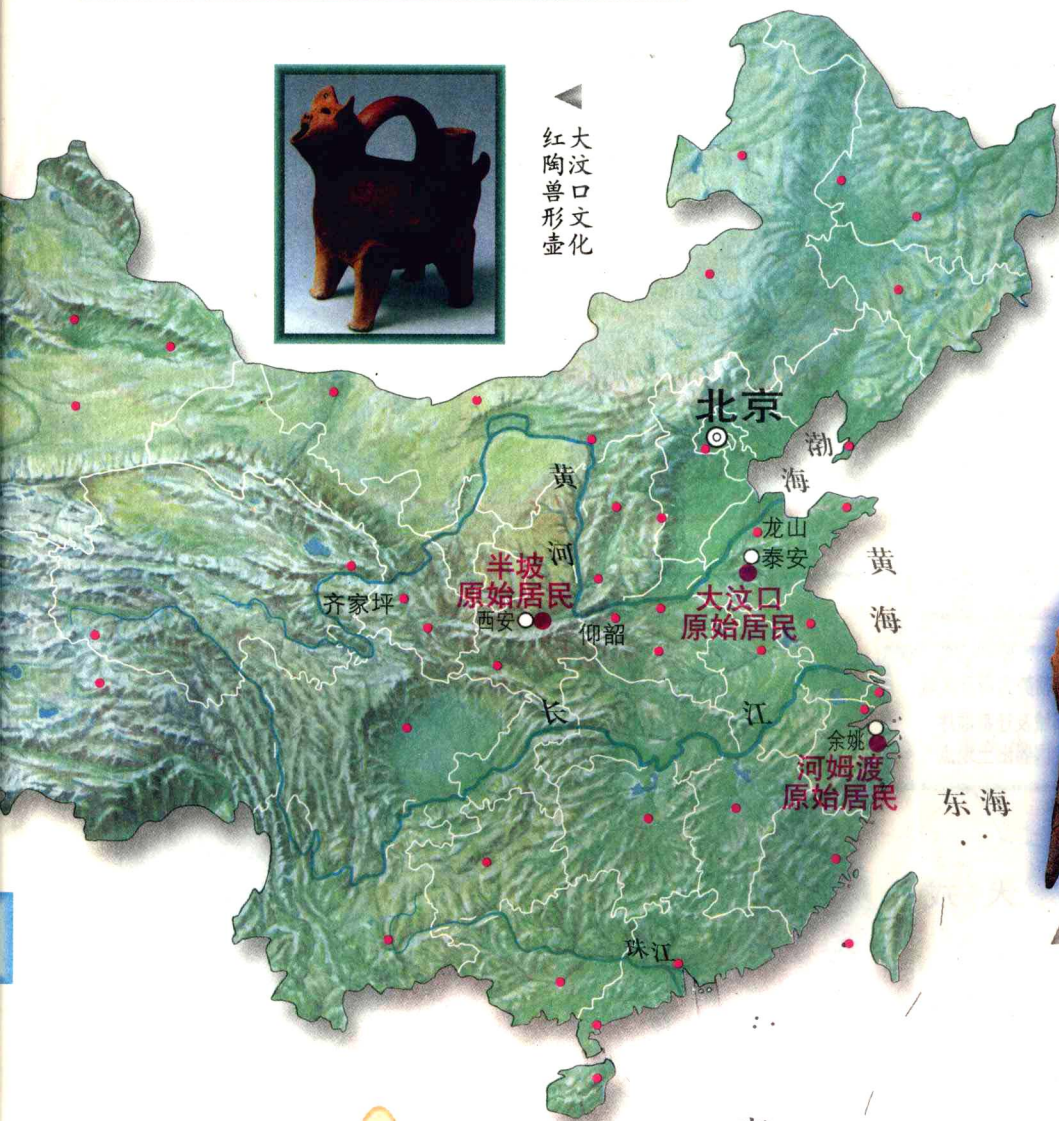 大汶口文化
红陶兽形壶
北京
渤
海
黄
河
龙山
泰安
半坡
原始居民
大汶口
原始居民
黄
海
齐家坪
西安
仰韶
长
江
余姚
河姆渡
原始居民
东海
珠江